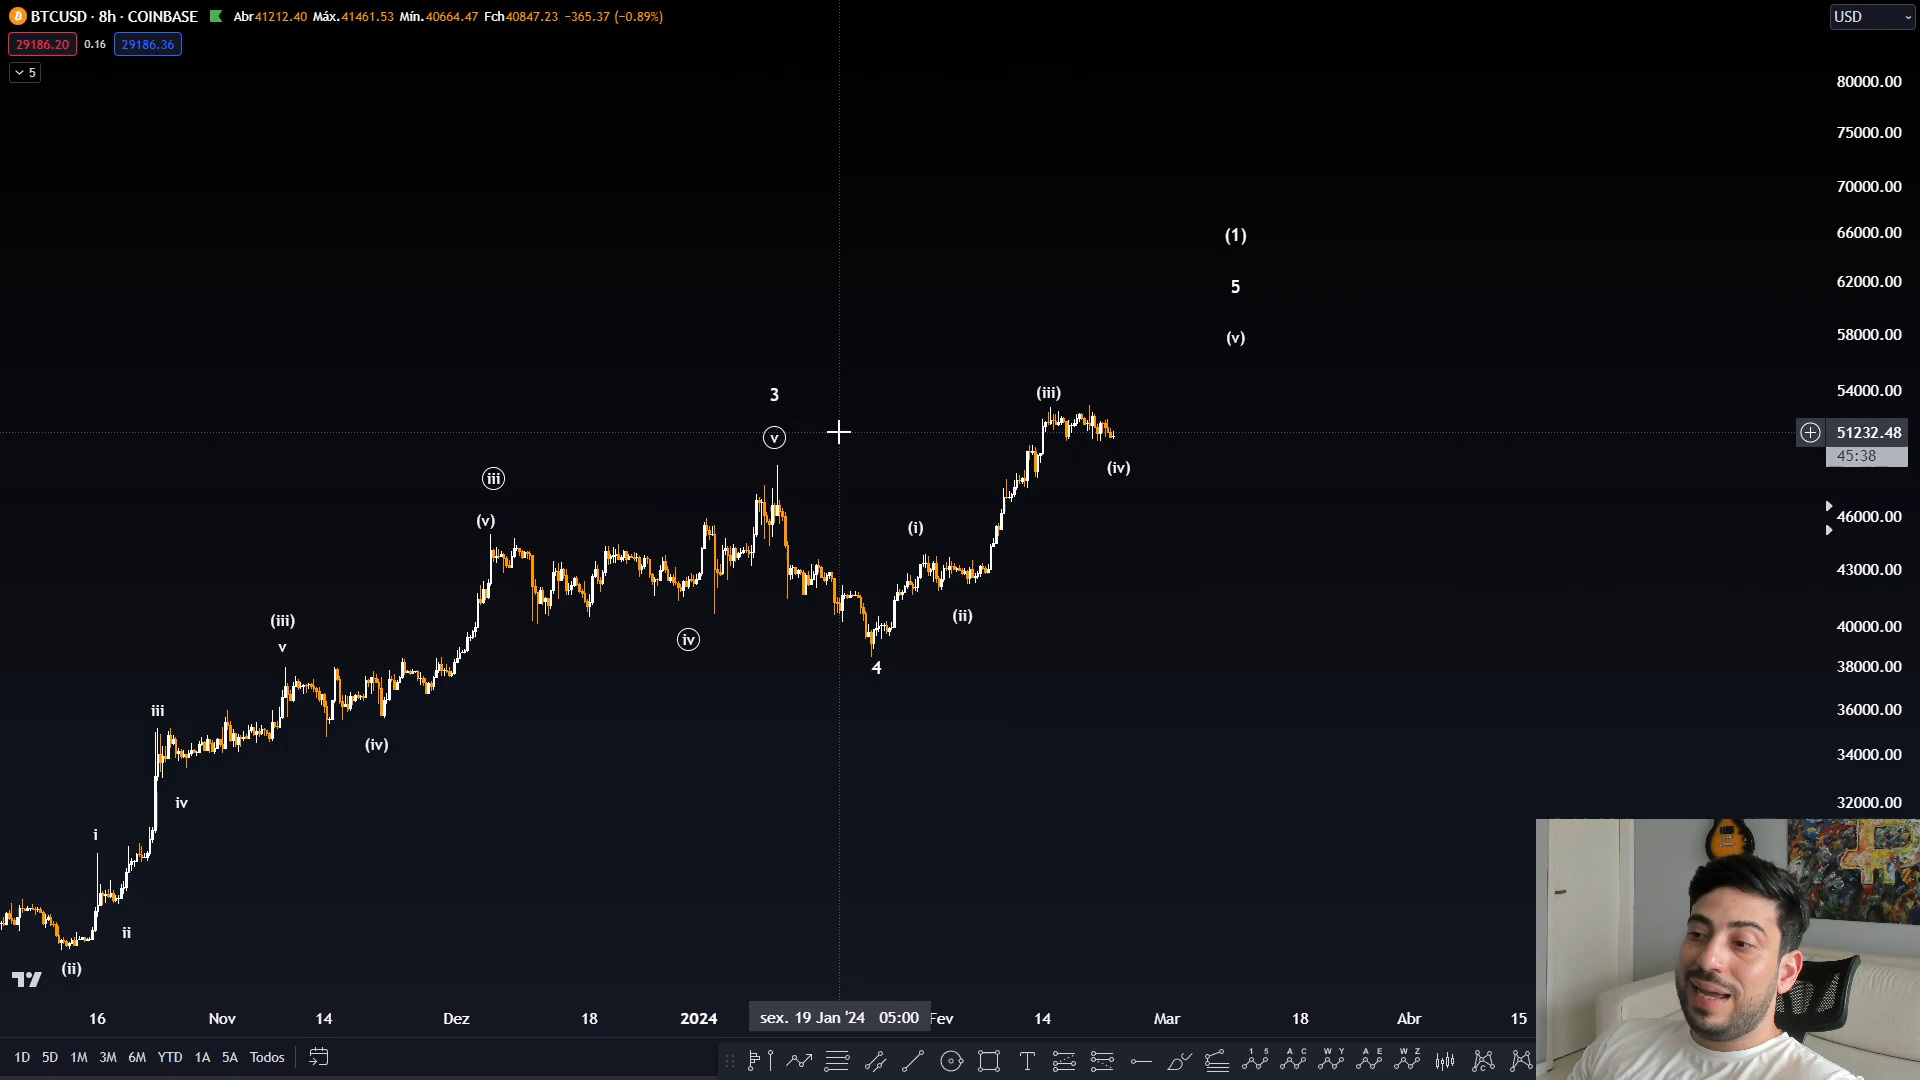 BTCUSD · 8h · COINBASE Abr41212.40 Máx.41461.53 Mín.40664.47 Fch40847.23 −365.37 (−0.89%)
USD
29186.20 0.16 29186.36
5
80000.00
75000.00
70000.00
66000.00
62000.00
58000.00
54000.00
51232.48
45:38
46000.00
43000.00
40000.00
38000.00
36000.00
34000.00
32000.00
(1)
5
(v)
(iii)
3
v
(iv)
iii
(v)
(i)
(ii)
iv
4
(iii)
v
iii
(iv)
iv
i
ii
(ii)
16 Nov 14 Dez 18 2024 sex. 19 Jan '24 05:00 Fev 14 Mar 18 Abr 15
1D 5D 1M 3M 6M YTD 1A 5A Todos
T
1 5
A C
W Y
A E
W Z